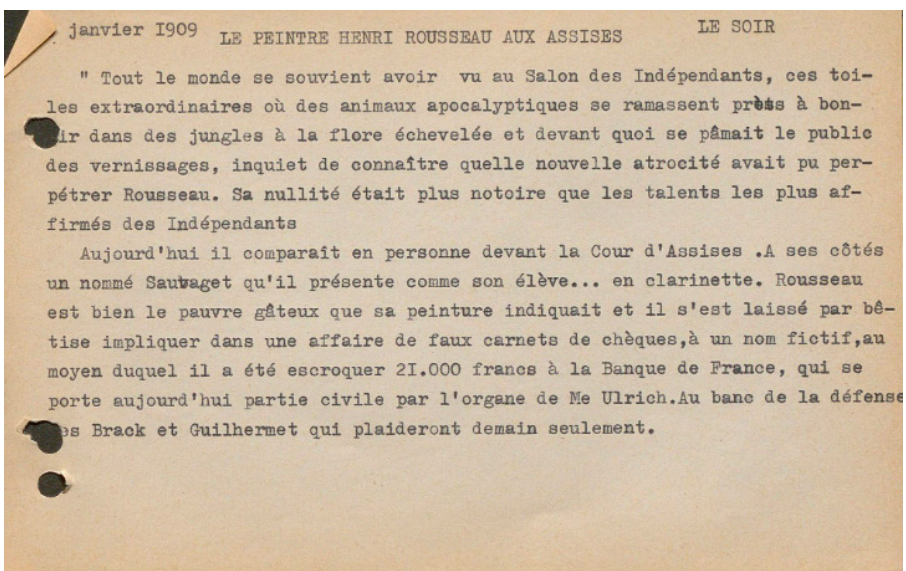 janvier I909 LE PEINTRE HENRI ROUSSEAU AUX ASSISES LE SOIR
" Tout le monde se souvient avoir vu au Salon des Indépendants, ces toi-
les extraordinaires où des animaux apocalyptiques se ramassent près à bon-
ir dans des jungles à la flore échevelée et devant quoi se pâmait le public
des vernissages, inquiet de connaître quelle nouvelle atrocité avait pu per-
pétrer Rousseau. Sa nullité était plus notoire que les talents les plus af-
firmés des Indépendants
Aujourd'hui il comparaît en personne devant la Cour d'Assises .A ses côtés
un nommé Sauvaget qu'il présente comme son élève... en clarinette. Rousseau
est bien le pauvre gâteux que sa peinture indiquait et il s'est laissé par bê-
tise impliquer dans une affaire de faux carnets de chèques,à un nom fictif,au
moyen duquel il a été escroquer 2I.000 francs à la Banque de France, qui se
porte aujourd'hui partie civile par l'organe de Me Ulrich.Au banc de la défense
es Brack et Guilhermet qui plaideront demain seulement.